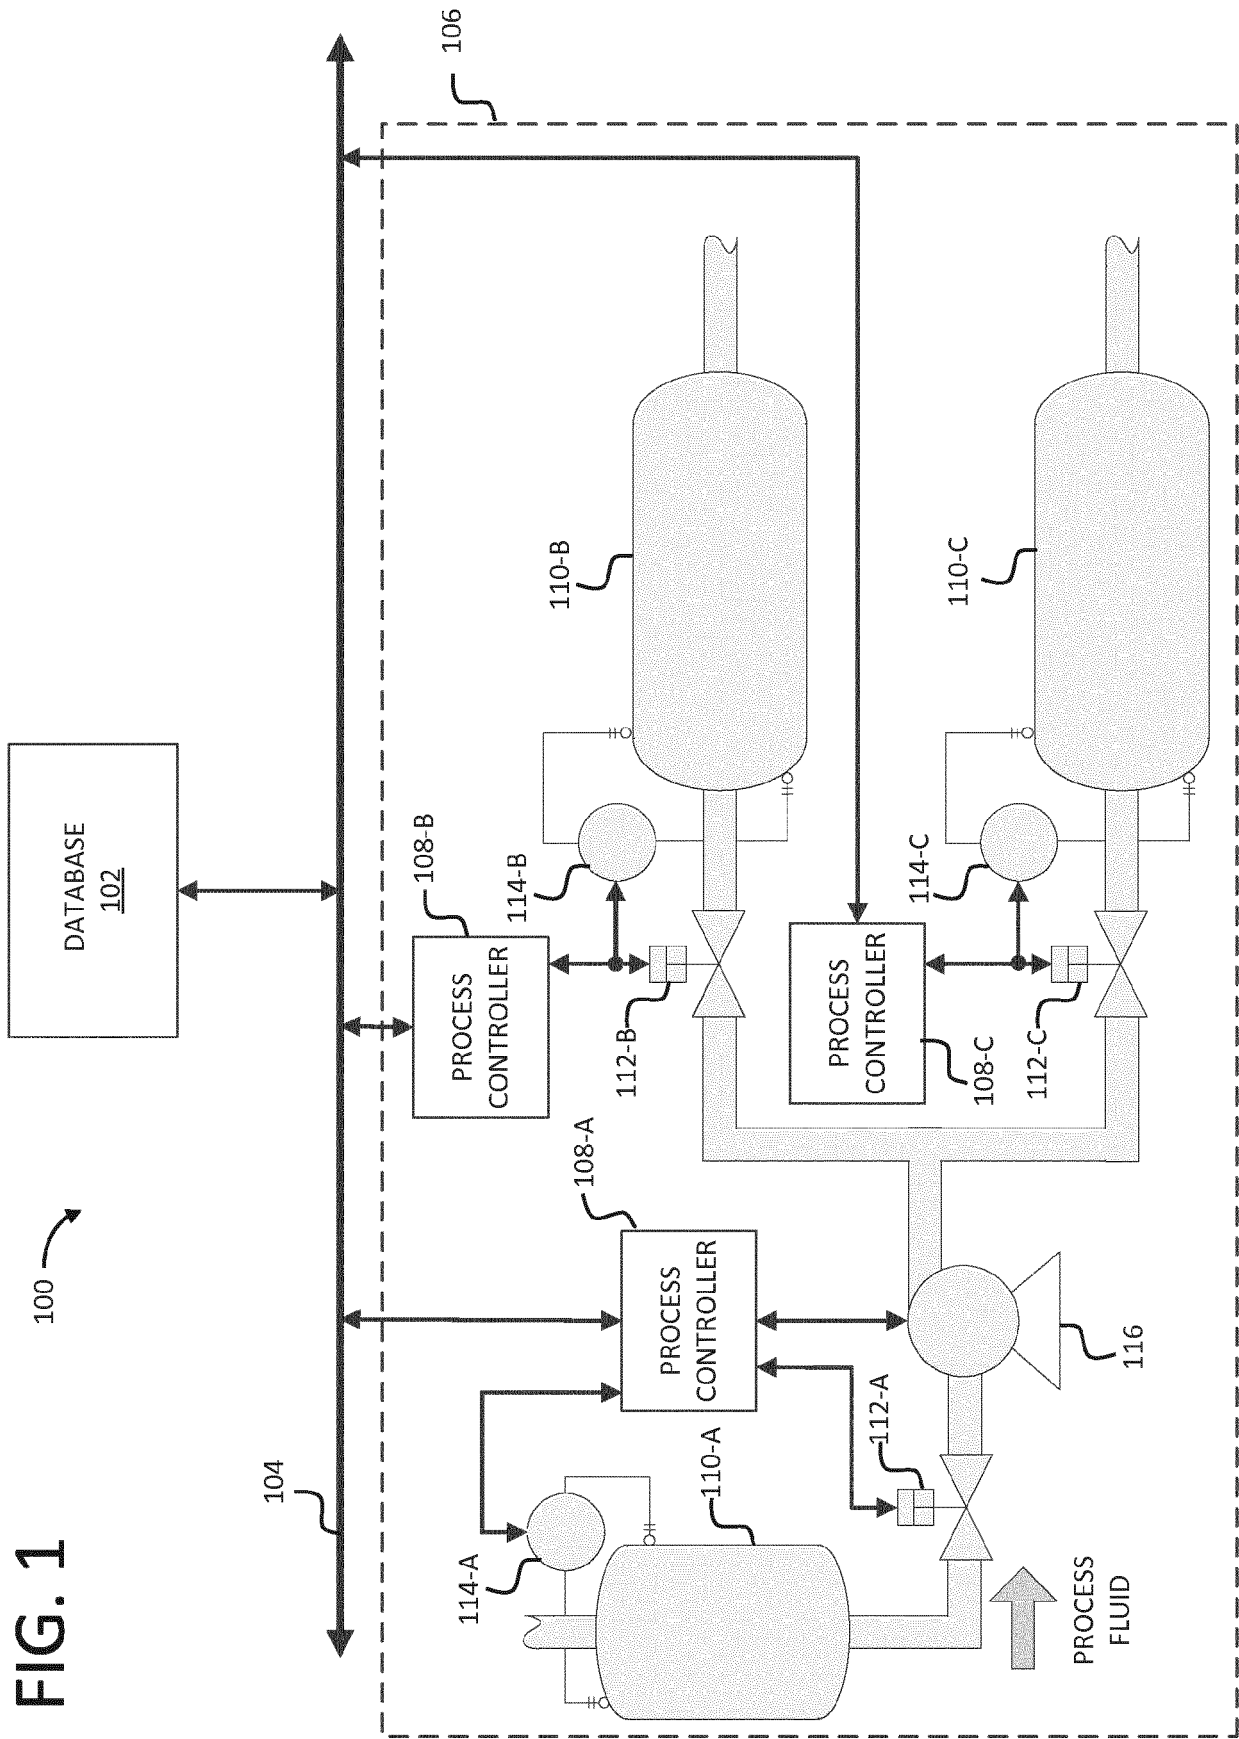 FIG. 1
100
DATABASE
102
104
106
PROCESS
CONTROLLER
108-B
114-B
110-B
112-B
108-A
PROCESS
CONTROLLER
114-A
110-A
112-A
116
PROCESS
CONTROLLER
108-C
114-C
110-C
112-C
PROCESS
FLUID